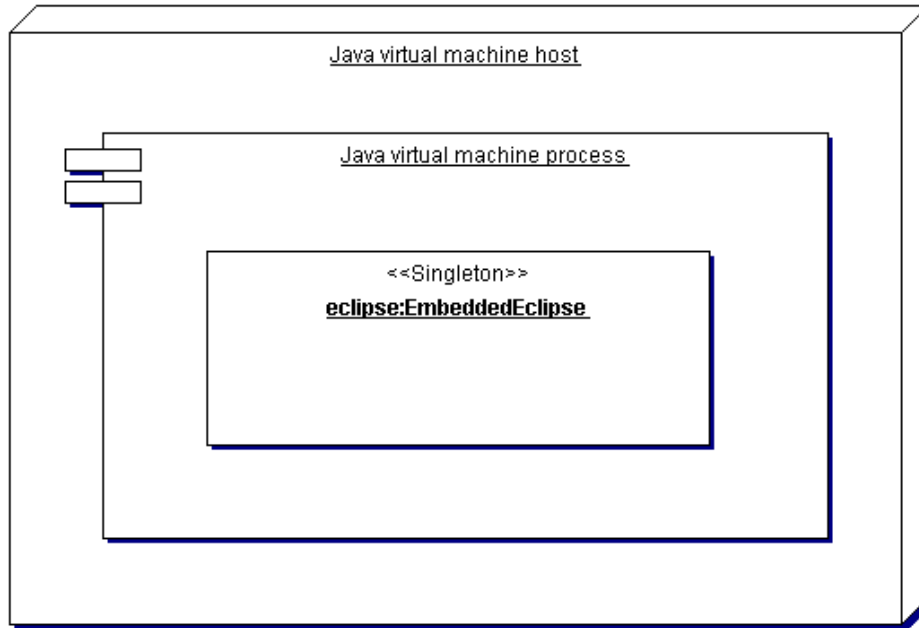 Java virtual machine host
Java virtual machine process
<<Singleton>>
eclipse:EmbeddedEclipse